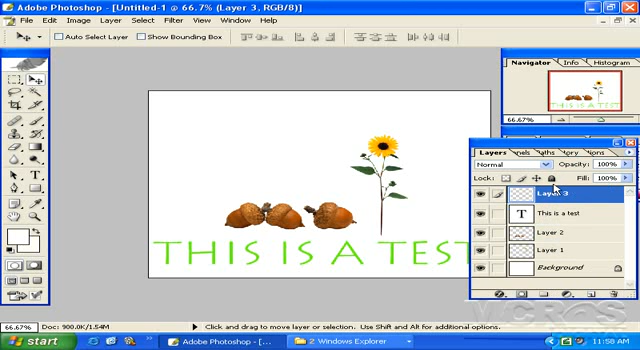 Adobe Photoshop - [Untitled-1 @ 66.7% (Layer 3, RGB/8)]
File Edit Image Layer Select Filter View Window Help
Auto Select Layer Show Bounding Box
Navigator Info Histogram
66.67%
Layers
Normal Opacity: 100%
Lock: Fill: 100%
Layer 3
T This is a test
Layer 2
Layer 1
Background
THIS IS A TEST
66.67% Doc: 900.0K/1.54M Click and drag to move layer or selection. Use Shift and Alt for additional options.
start Adobe Photoshop - [... 2 Windows Explorer 11:58 AM